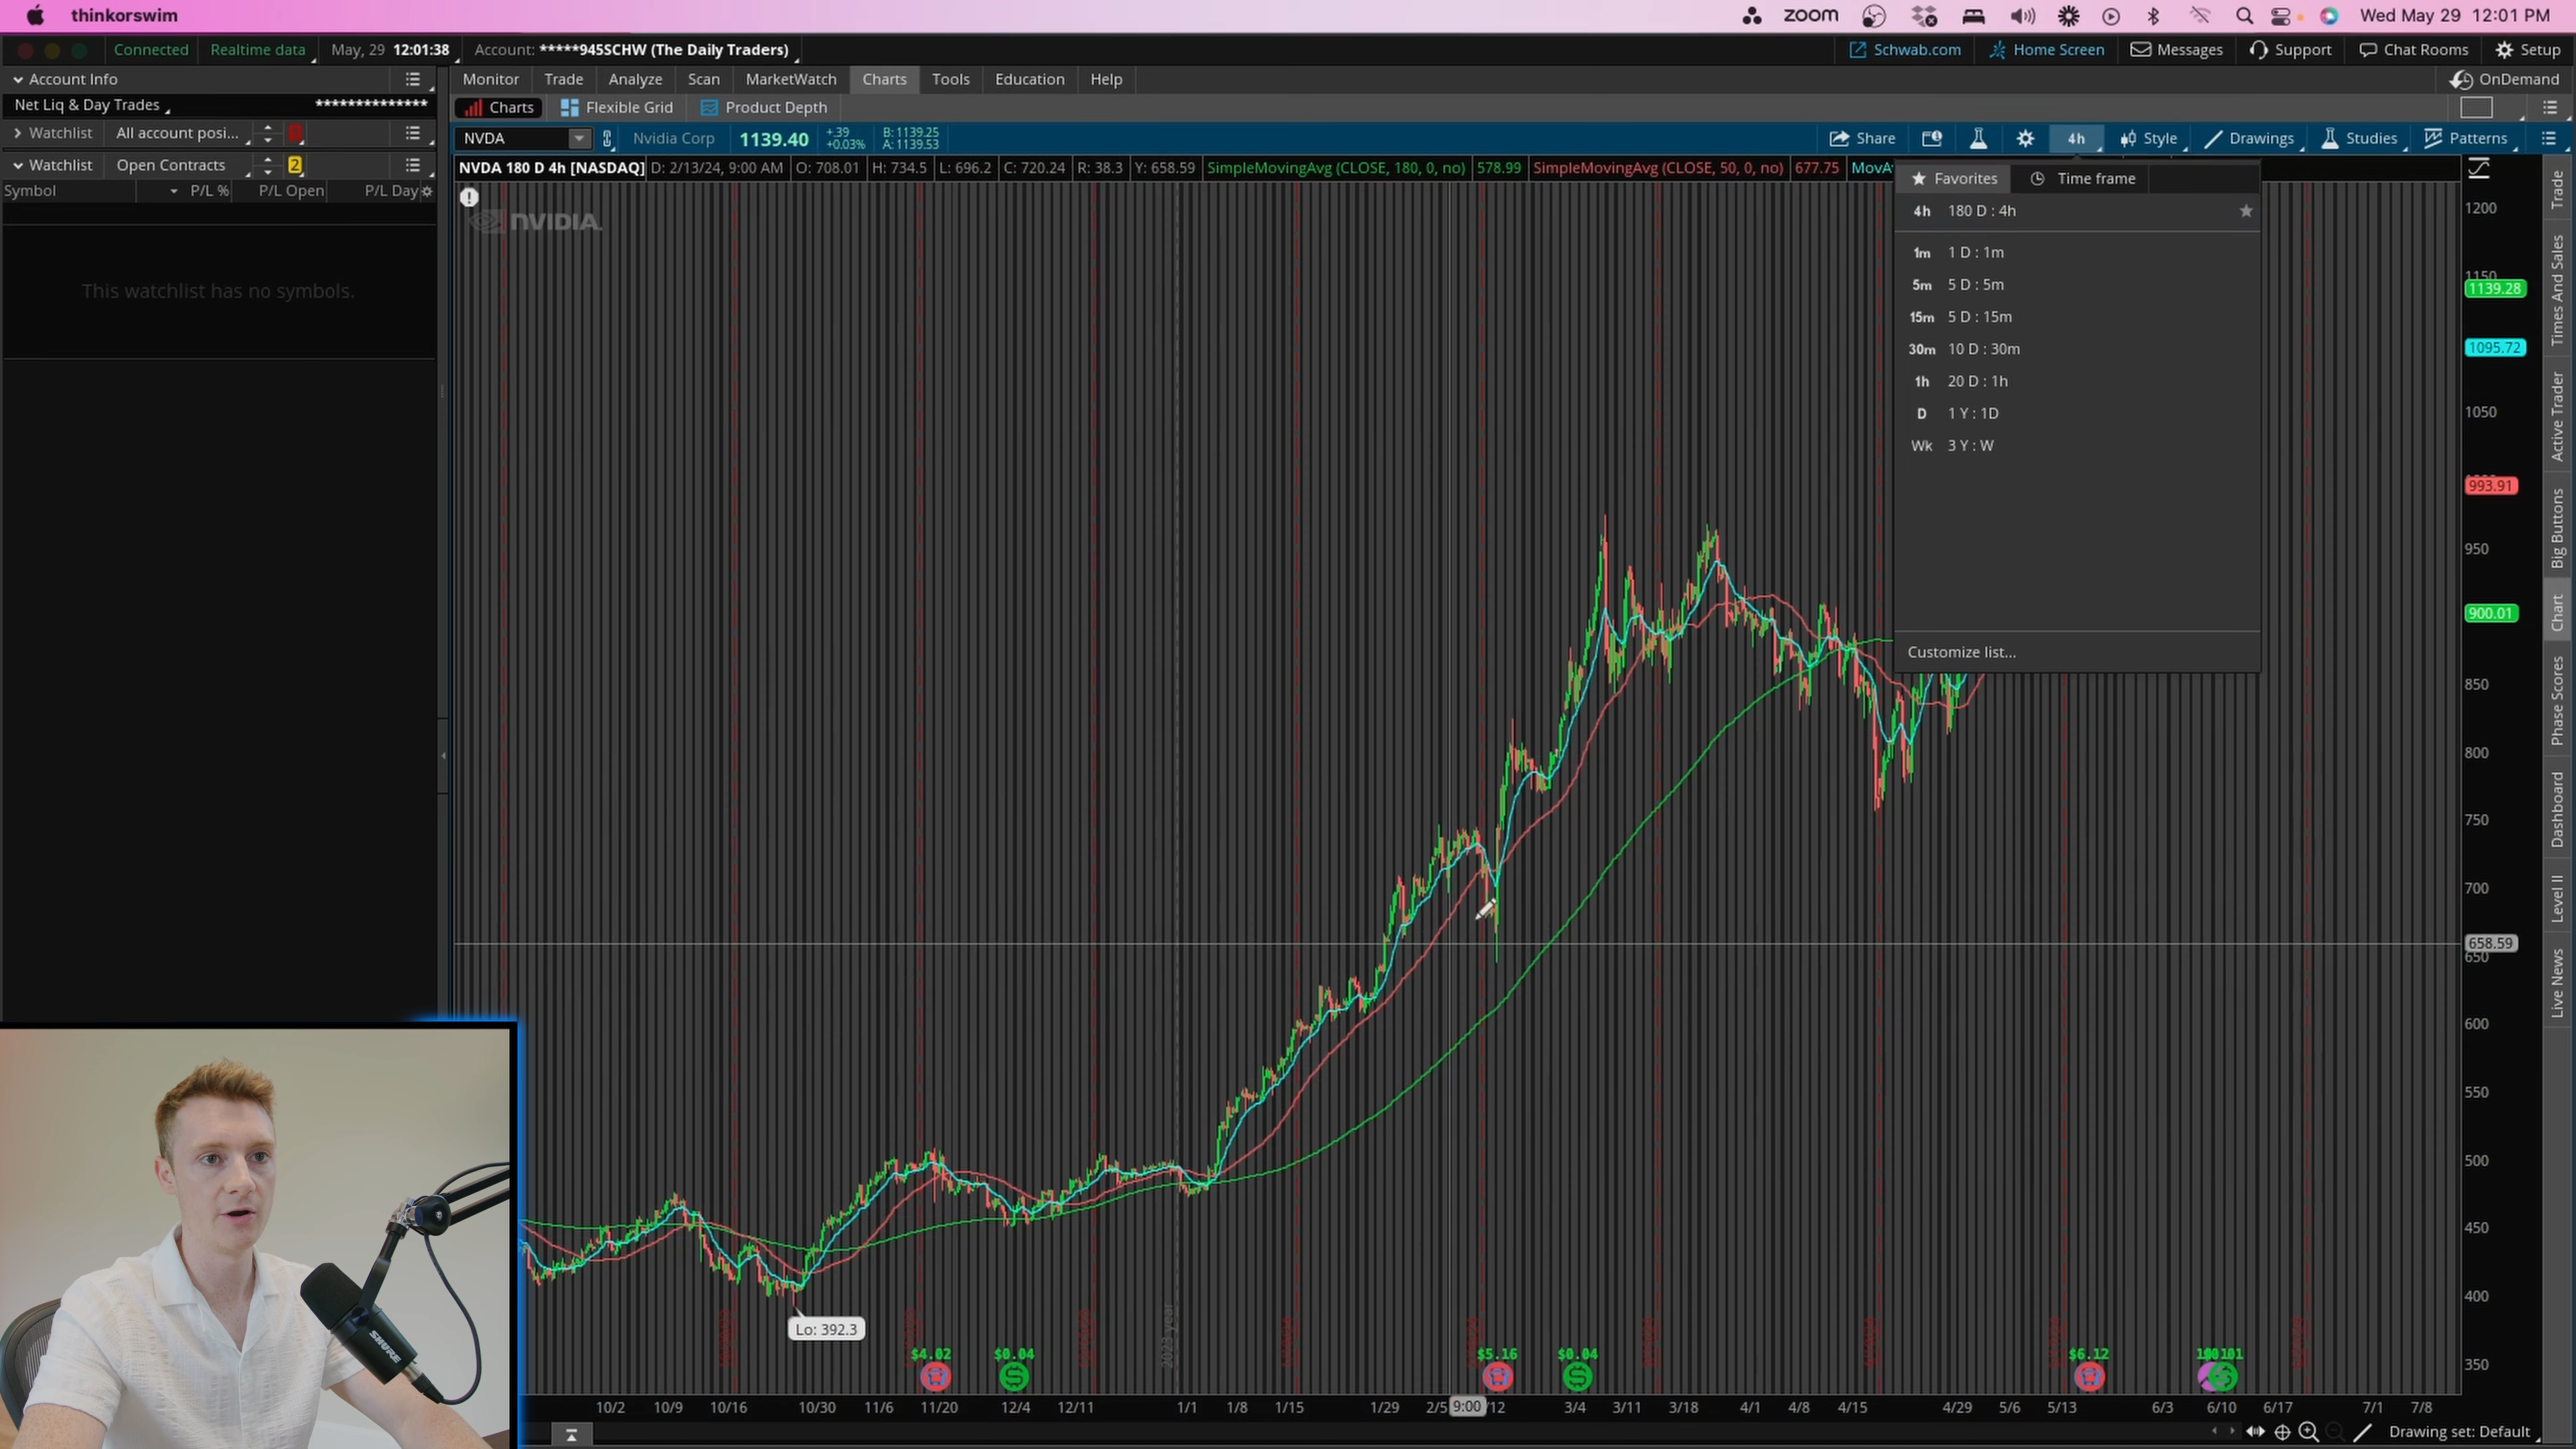 thinkorswim
zoom
Wed May 29 12:01 PM
Connected
Realtime data
May, 29 12:01:38
Account: *****945SCHW (The Daily Traders)
Schwab.com
Home Screen
Messages
Support
Chat Rooms
Setup
Account Info
Monitor
Trade
Analyze
Scan
MarketWatch
Charts
Tools
Education
Help
OnDemand
Net Liq & Day Trades
**************
Charts
Flexible Grid
Product Depth
Watchlist
All account posi...
NVDA
Nvidia Corp
1139.40
+.39
+0.03%
B: 1139.25
A: 1139.53
Share
4h
Style
Drawings
Studies
Patterns
Watchlist
Open Contracts
2
NVDA 180 D 4h [NASDAQ]
D: 2/13/24, 9:00 AM
O: 708.01
H: 734.5
L: 696.2
C: 720.24
R: 38.3
Y: 658.59
SimpleMovingAvg (CLOSE, 180, 0, no)
578.99
SimpleMovingAvg (CLOSE, 50, 0, no)
677.75
MovA
Symbol
P/L %
P/L Open
P/L Day
This watchlist has no symbols.
NVIDIA.
Favorites
Time frame
4h 180 D : 4h
1m 1 D : 1m
5m 5 D : 5m
15m 5 D : 15m
30m 10 D : 30m
1h 20 D : 1h
D 1 Y : 1D
Wk 3 Y : W
Customize list...
1200
1150
1139.28
1095.72
1050
993.91
950
900.01
850
800
750
700
658.59
650
600
550
500
450
400
350
Trade
Times And Sales
Active Trader
Big Buttons
Chart
Phase Scores
Dashboard
Level II
Live News
Lo: 392.3
2023 year
$4.02
$0.04
$5.16
$0.04
$6.12
10/2
10/9
10/16
10/30
11/6
11/20
12/4
12/11
1/1
1/8
1/15
1/29
2/5
9:00
/12
3/4
3/11
3/18
4/1
4/8
4/15
4/29
5/6
5/13
6/3
6/10
6/17
7/1
7/8
Drawing set: Default
SHURE